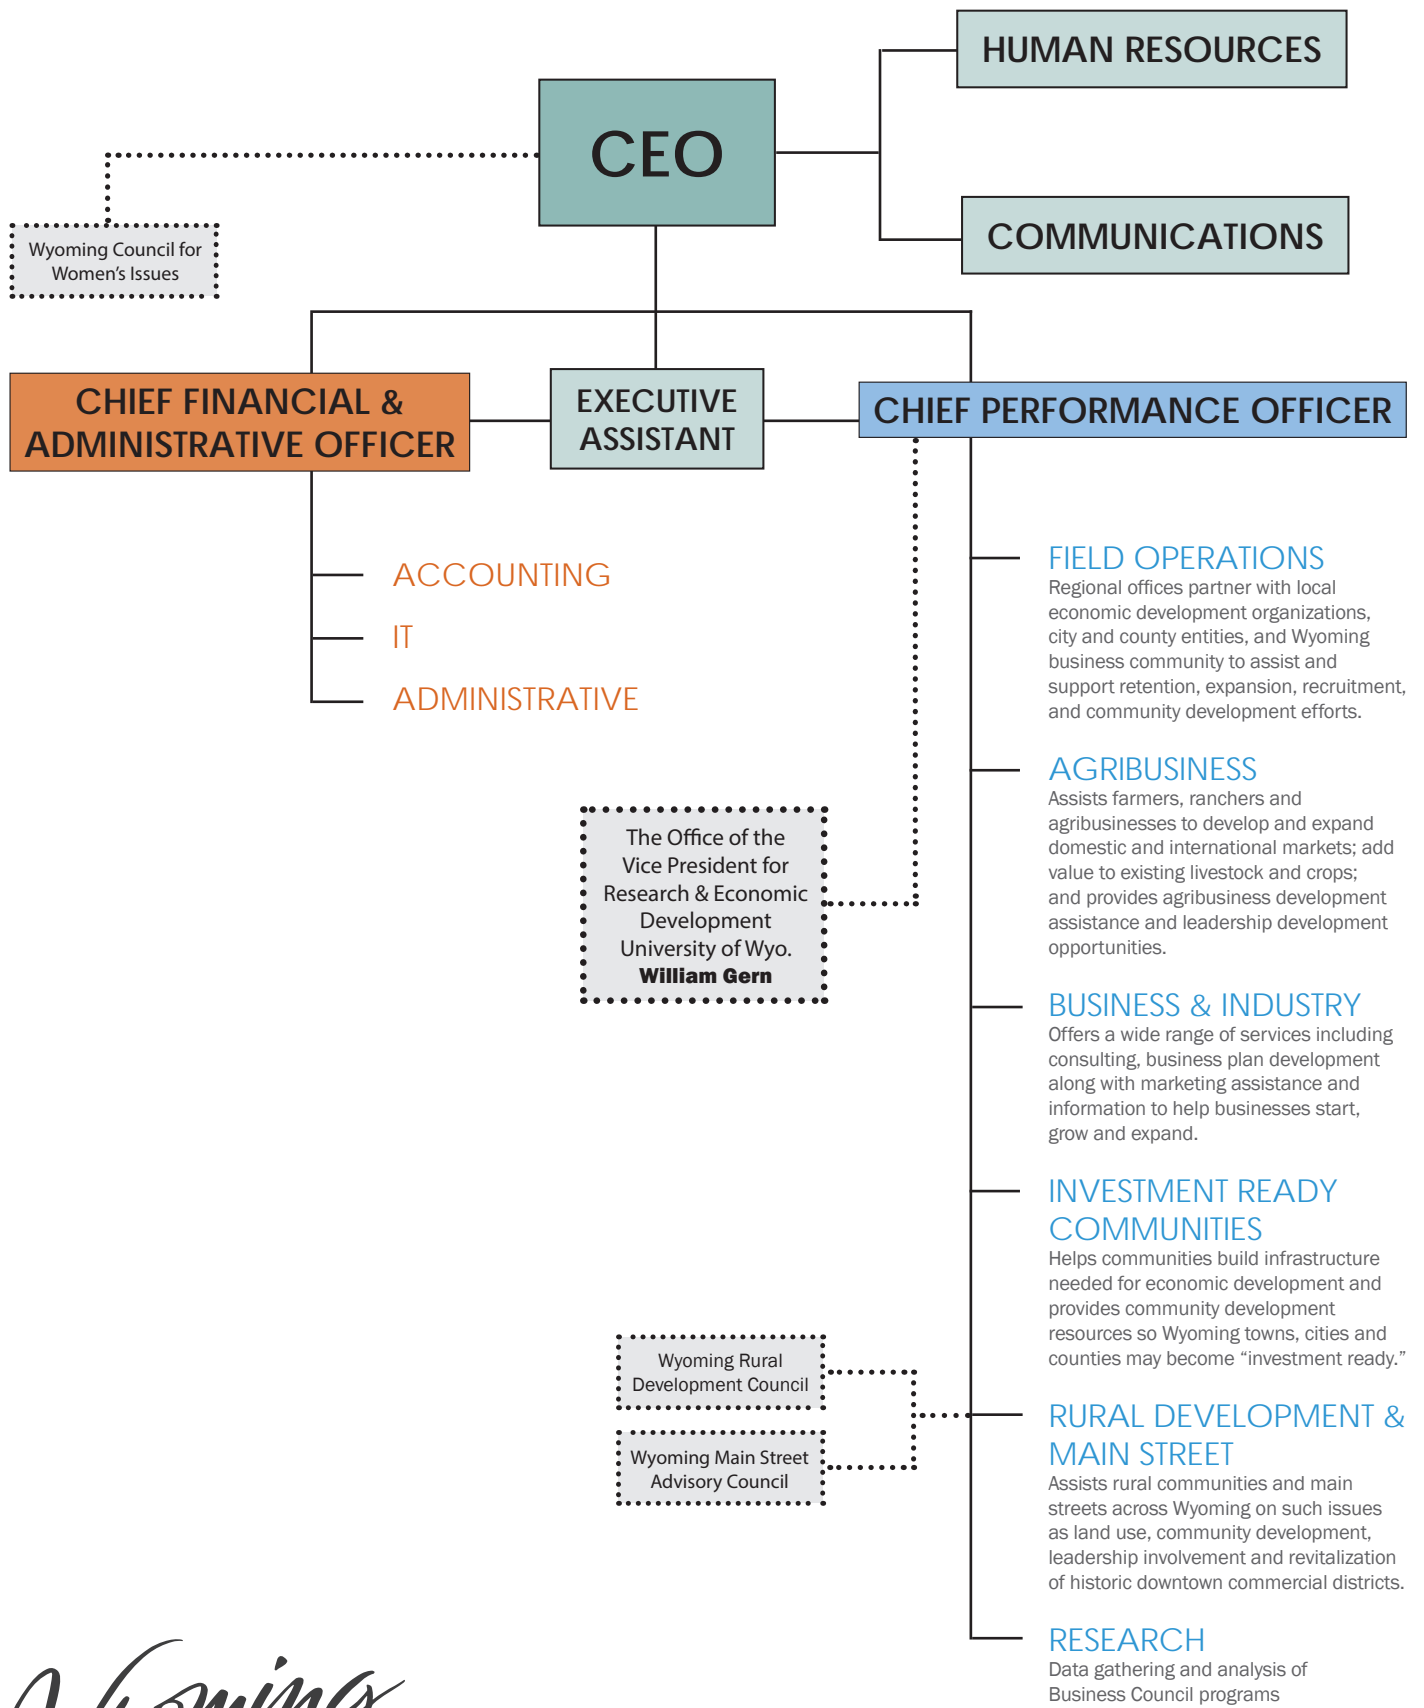 HUMAN RESOURCES
CEO
COMMUNICATIONS
Wyoming Council for
Women’s Issues
CHIEF FINANCIAL &
ADMINISTRATIVE OFFICER
EXECUTIVE
ASSISTANT
CHIEF PERFORMANCE OFFICER
ACCOUNTING
IT
ADMINISTRATIVE
FIELD OPERATIONS
Regional offices partner with local
economic development organizations,
city and county entities, and Wyoming
business community to assist and
support retention, expansion, recruitment,
and community development efforts.
AGRIBUSINESS
Assists farmers, ranchers and
agribusinesses to develop and expand
domestic and international markets; add
value to existing livestock and crops;
and provides agribusiness development
assistance and leadership development
opportunities.
The Office of the
Vice President for
Research & Economic
Development
University of Wyo.
William Gern
BUSINESS & INDUSTRY
Offers a wide range of services including
consulting, business plan development
along with marketing assistance and
information to help businesses start,
grow and expand.
INVESTMENT READY
COMMUNITIES
Helps communities build infrastructure
needed for economic development and
provides community development
resources so Wyoming towns, cities and
counties may become “investment ready.”
Wyoming Rural
Development Council
Wyoming Main Street
Advisory Council
RURAL DEVELOPMENT &
MAIN STREET
Assists rural communities and main
streets across Wyoming on such issues
as land use, community development,
leadership involvement and revitalization
of historic downtown commercial districts.
RESEARCH
Data gathering and analysis of
Business Council programs
Wyoming